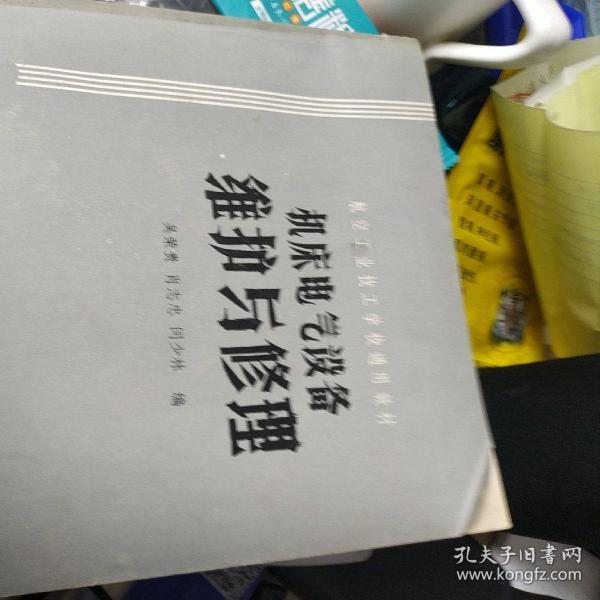 航空工业技工学校通用教材
机床电气设备
维护与修理
吴荣贵 肖志忠 闵少林 编
孔夫子旧书网
www.kongfz.com